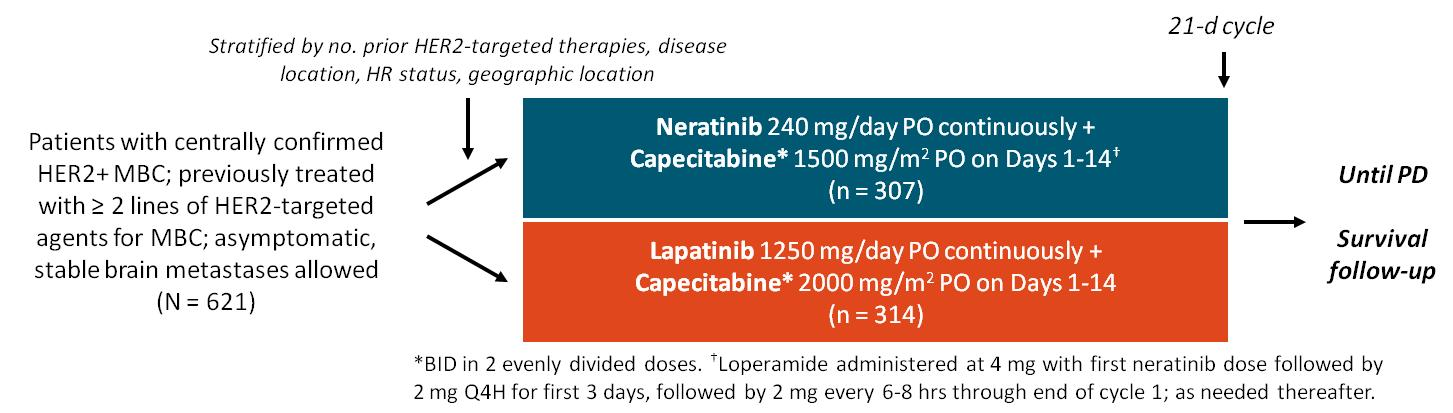 21-d cycle
Stratified by no. prior HER2-targeted therapies, disease
location, HR status, geographic location
Patients with centrally confirmed
HER2+ MBC; previously treated
with ≥ 2 lines of HER2-targeted
agents for MBC; asymptomatic,
stable brain metastases allowed
(N = 621)
Neratinib 240 mg/day PO continuously +
Capecitabine* 1500 mg/m² PO on Days 1-14†
(n = 307)
Lapatinib 1250 mg/day PO continuously +
Capecitabine* 2000 mg/m² PO on Days 1-14
(n = 314)
Until PD
Survival
follow-up
*BID in 2 evenly divided doses. †Loperamide administered at 4 mg with first neratinib dose followed by
2 mg Q4H for first 3 days, followed by 2 mg every 6-8 hrs through end of cycle 1; as needed thereafter.